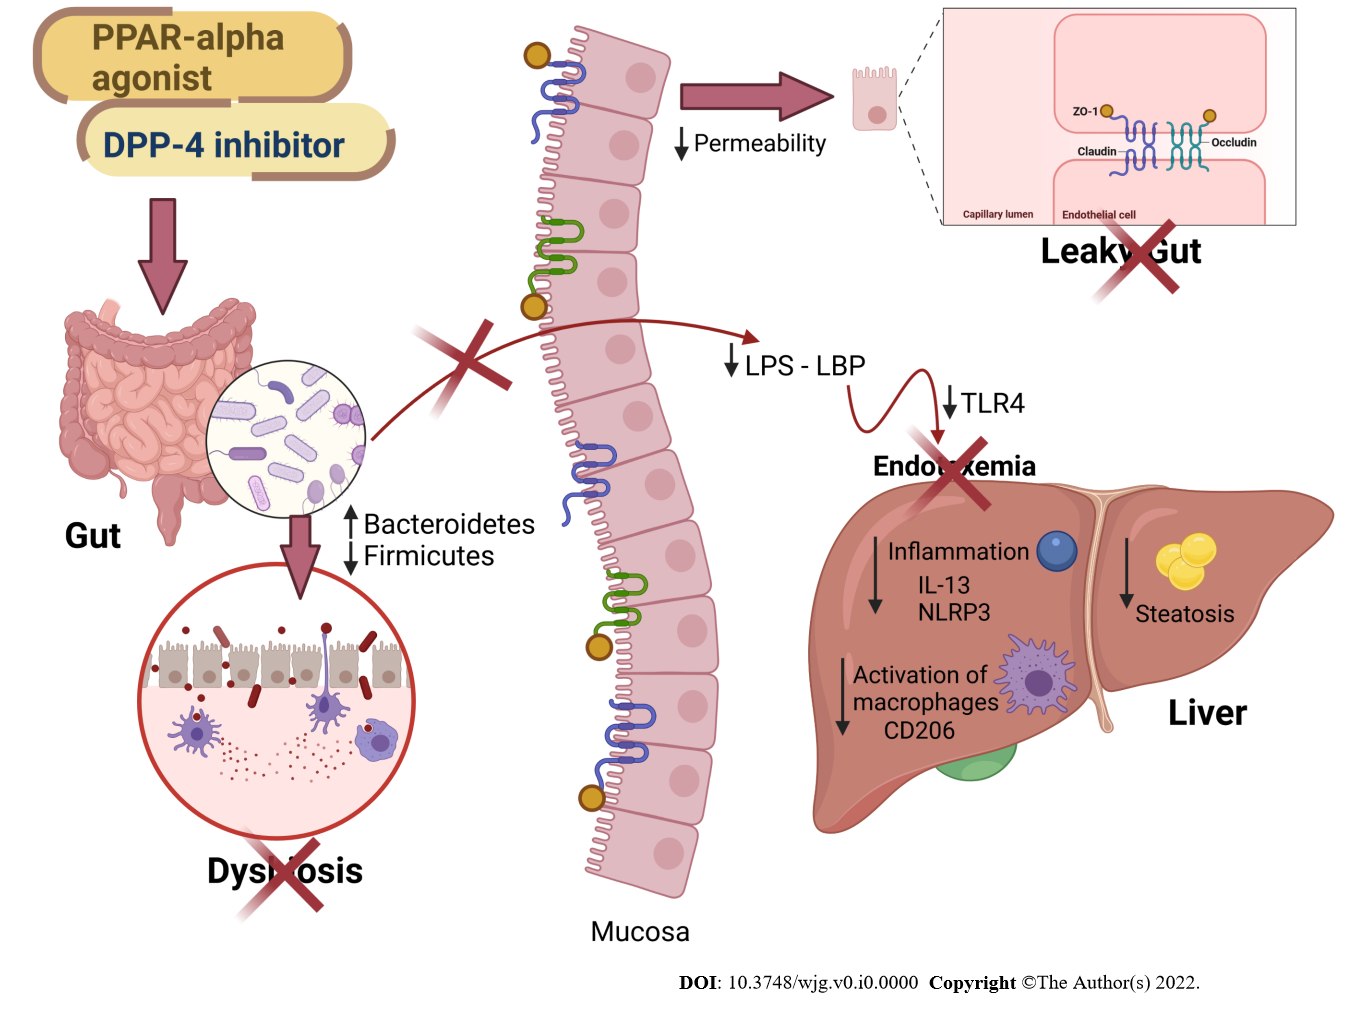 PPAR-alpha
agonist
DPP-4 inhibitor
Permeability
ZO-1
Occludin
Claudin
Capillary lumen
Endothelial cell
Leaky Gut
LPS - LBP
TLR4
Endotoxemia
Gut
Bacteroidetes
Firmicutes
Inflammation
IL-13
NLRP3
Steatosis
Activation of
macrophages
CD206
Liver
Dysbiosis
Mucosa
DOI: 10.3748/wjg.v0.i0.0000 Copyright ©The Author(s) 2022.